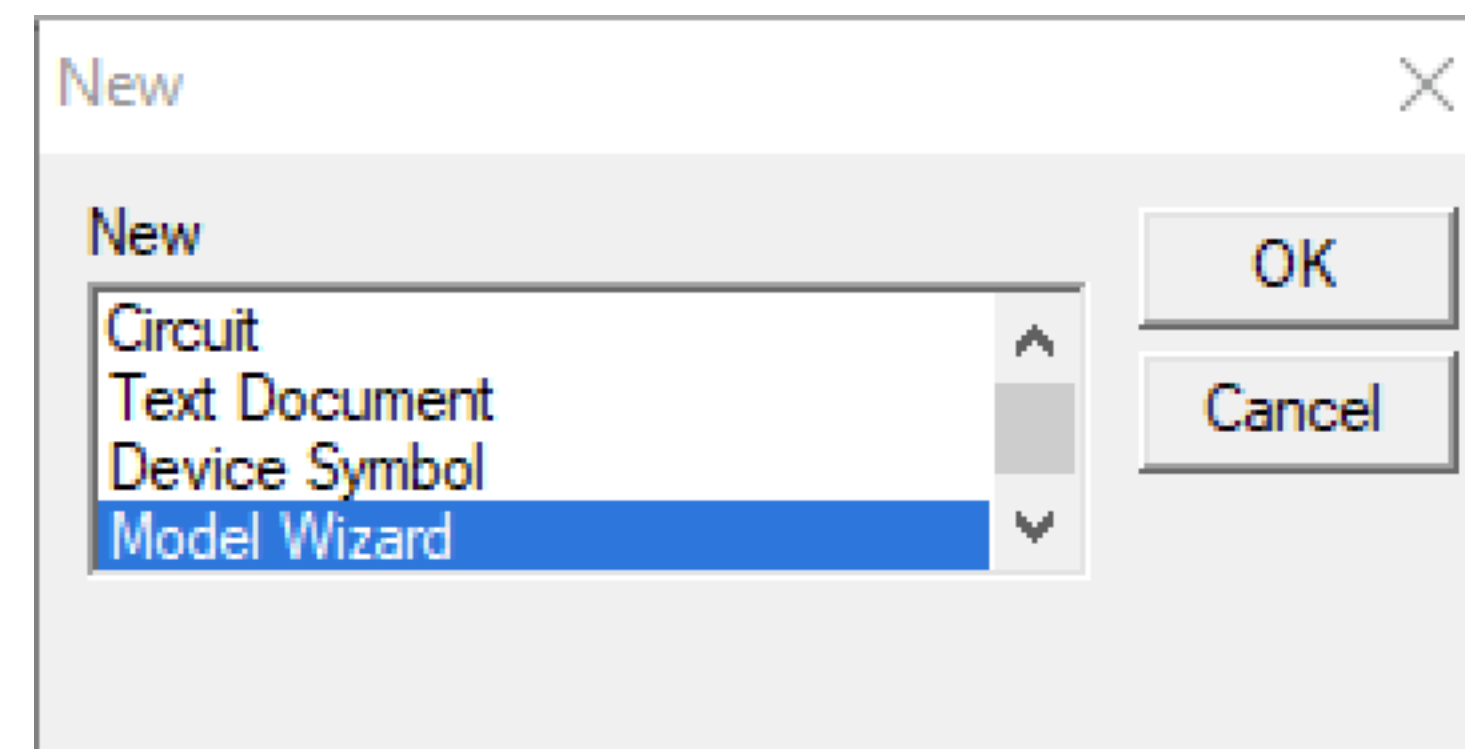 New
New
Circuit
Text Document
Device Symbol
Model Wizard
OK
Cancel